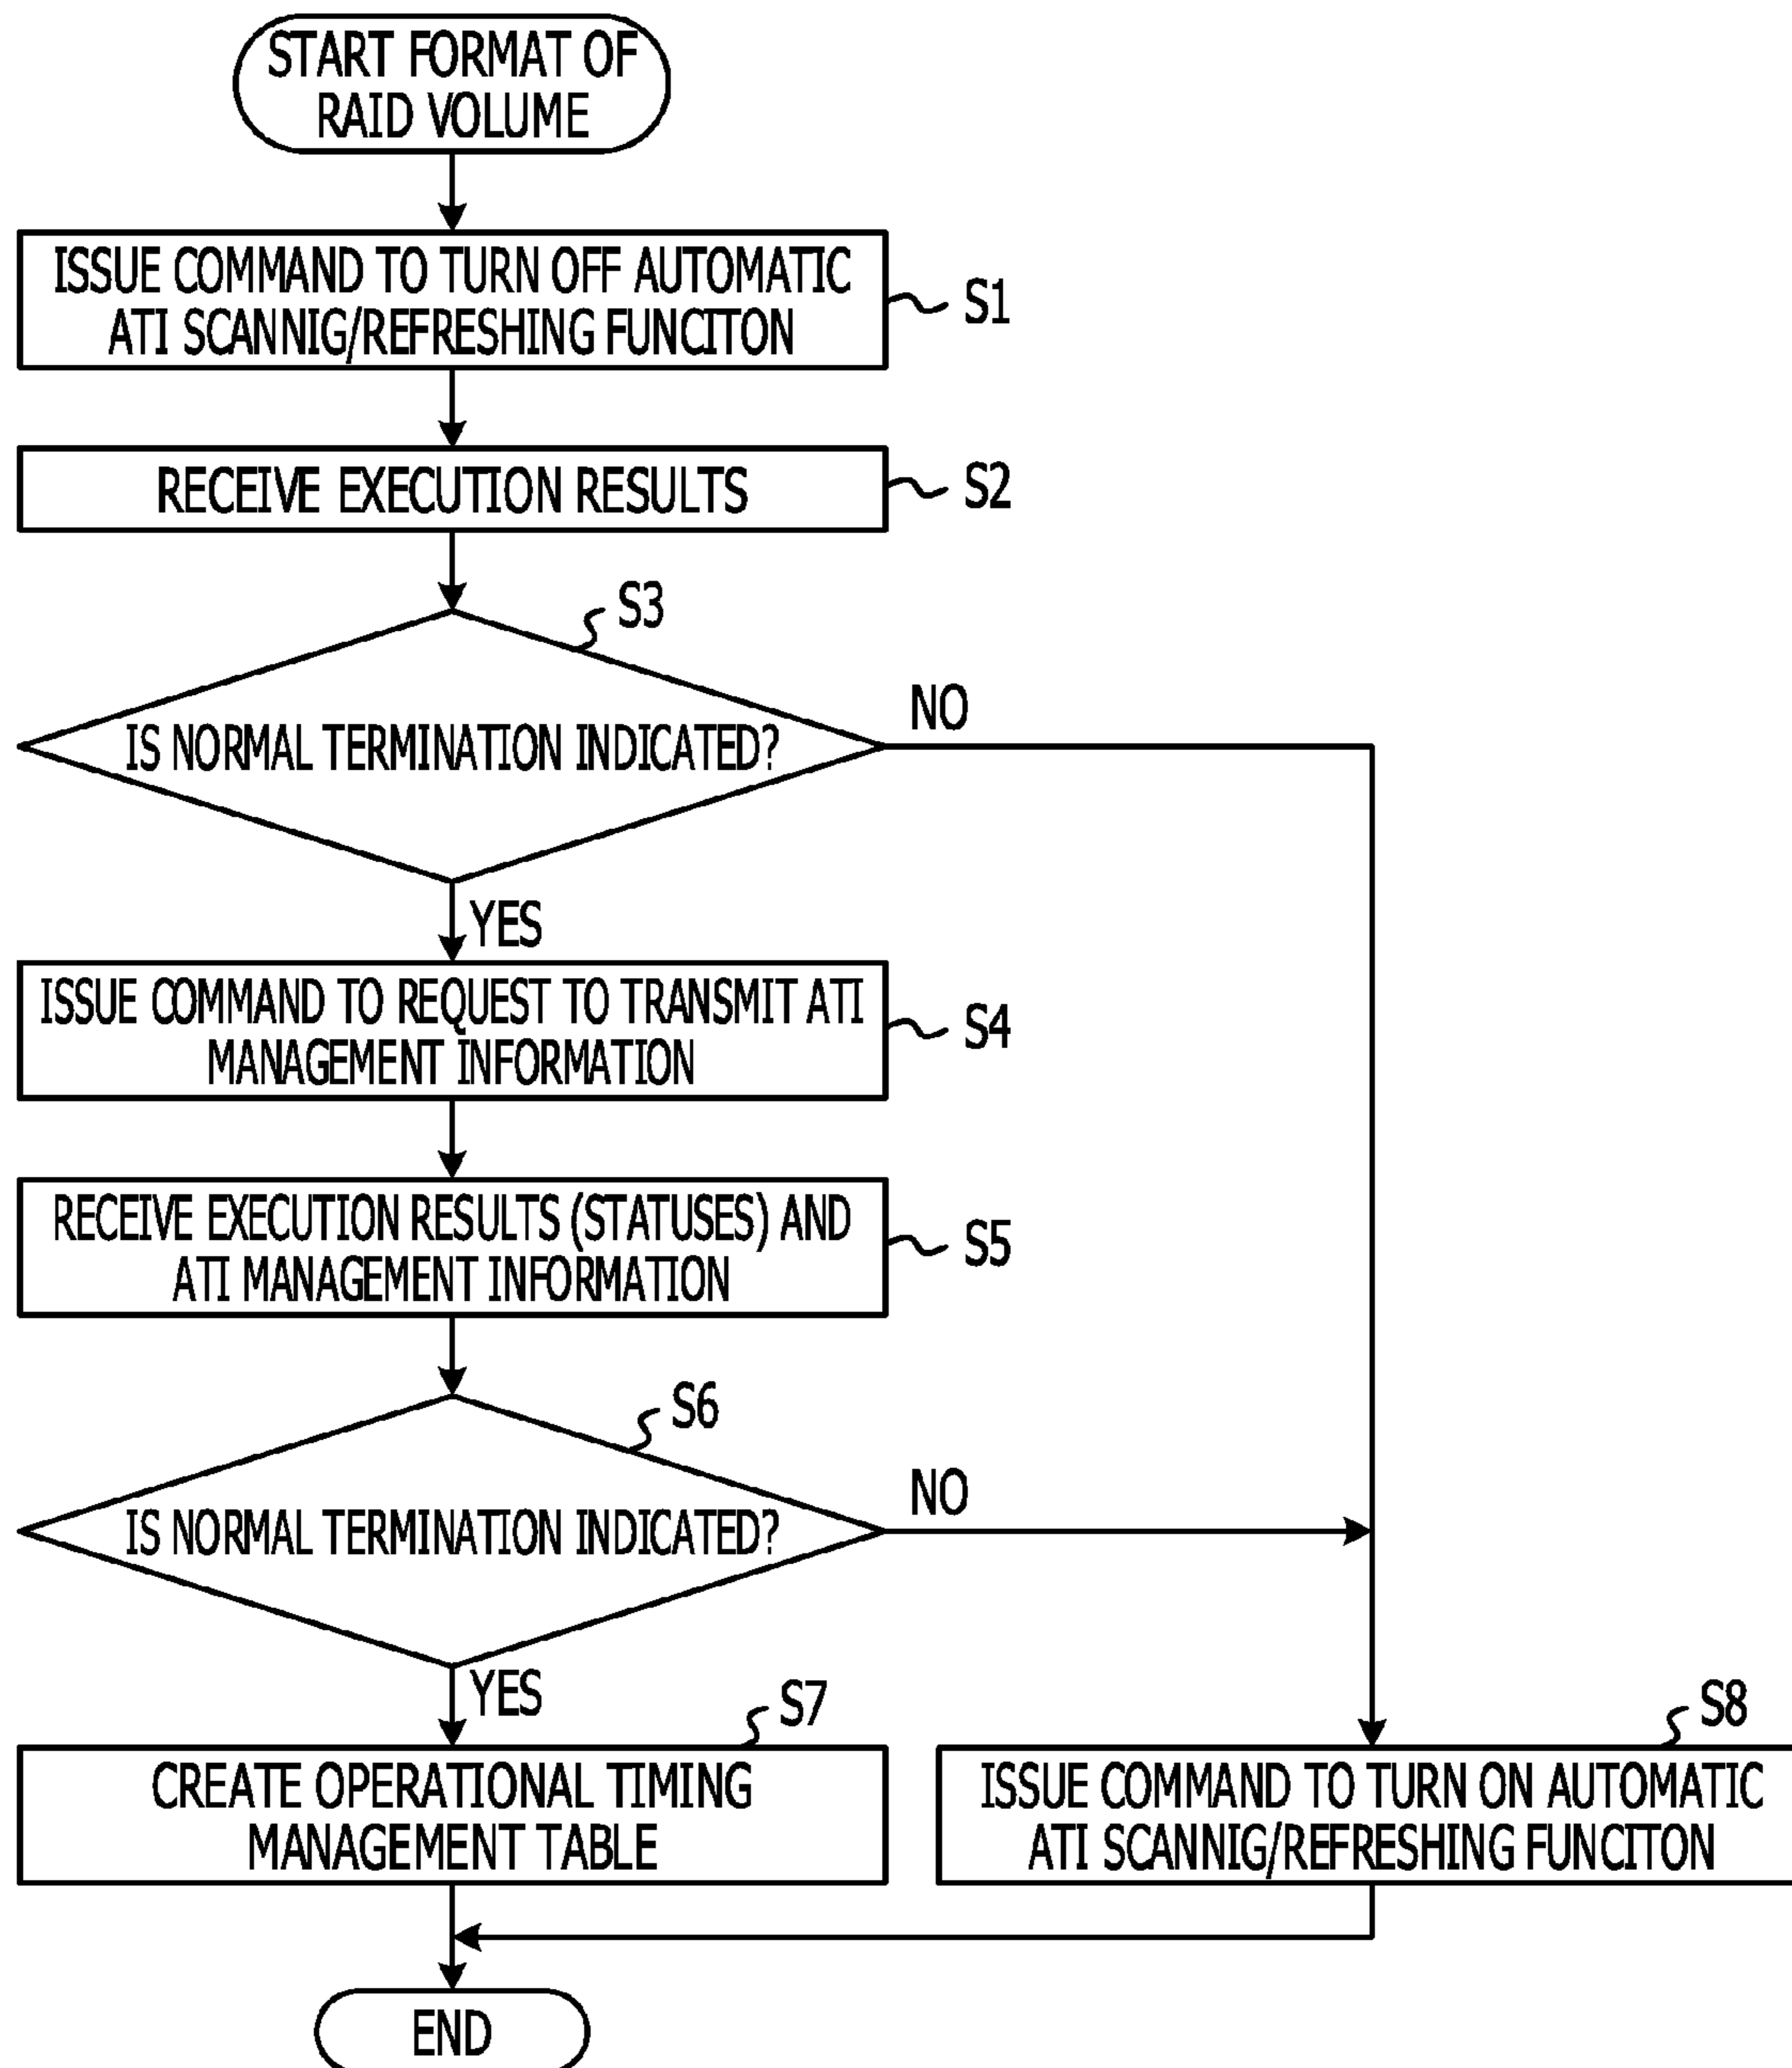 START FORMAT OF
RAID VOLUME
ISSUE COMMAND TO TURN OFF AUTOMATIC
ATI SCANNIG/REFRESHING FUNCITON
S1
RECEIVE EXECUTION RESULTS
S2
S3
IS NORMAL TERMINATION INDICATED?
NO
YES
ISSUE COMMAND TO REQUEST TO TRANSMIT ATI
MANAGEMENT INFORMATION
S4
RECEIVE EXECUTION RESULTS (STATUSES) AND
ATI MANAGEMENT INFORMATION
S5
S6
IS NORMAL TERMINATION INDICATED?
NO
YES
S7
CREATE OPERATIONAL TIMING
MANAGEMENT TABLE
S8
ISSUE COMMAND TO TURN ON AUTOMATIC
ATI SCANNIG/REFRESHING FUNCITON
END